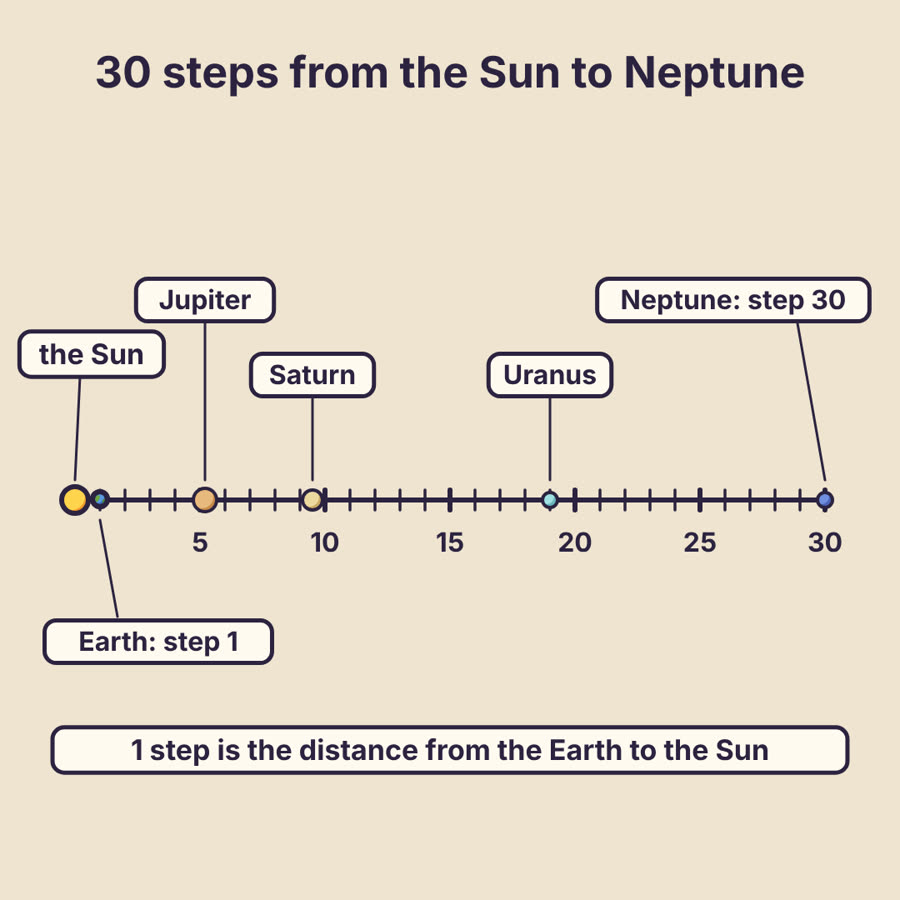 30 steps from the Sun to Neptune
Jupiter
Neptune: step 30
the Sun
Saturn
Uranus
5
10
15
20
25
30
Earth: step 1
1 step is the distance from the Earth to the Sun